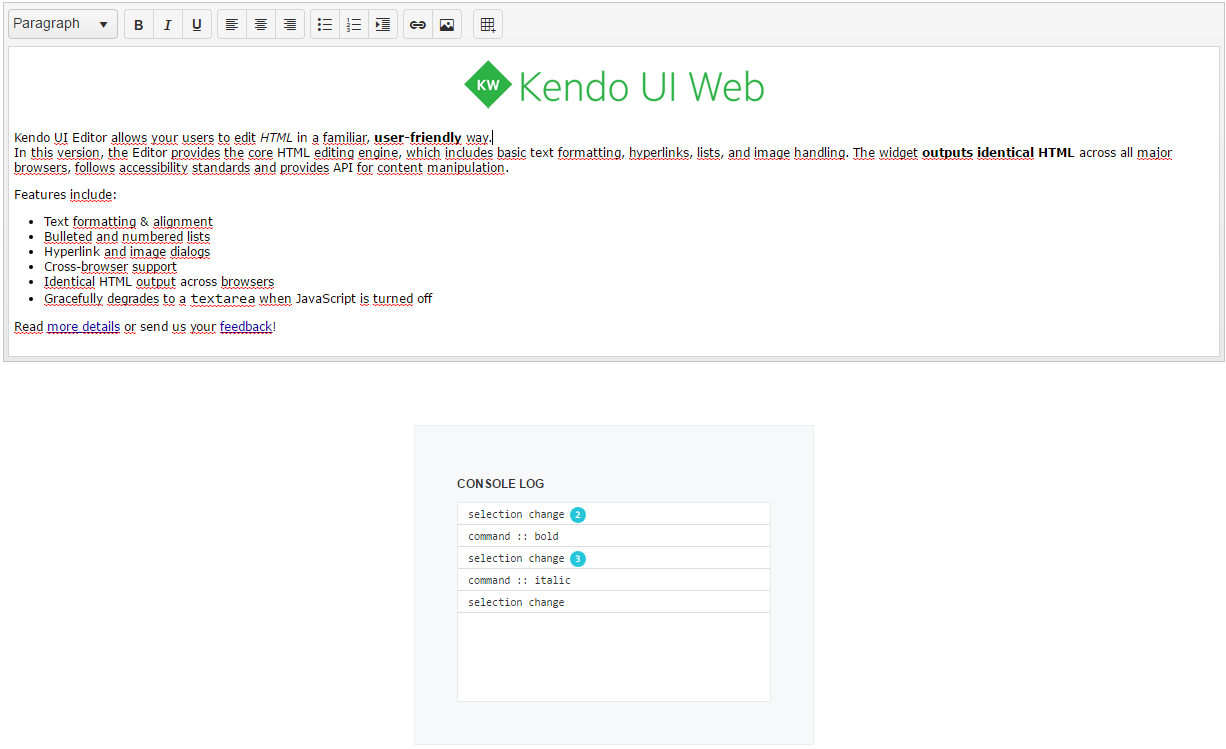 Paragraph
B I U
KW Kendo UI Web
Kendo UI Editor allows your users to edit HTML in a familiar, user-friendly way.
In this version, the Editor provides the core HTML editing engine, which includes basic text formatting, hyperlinks, lists, and image handling. The widget outputs identical HTML across all major
browsers, follows accessibility standards and provides API for content manipulation.
Features include:
Text formatting & alignment
Bulleted and numbered lists
Hyperlink and image dialogs
Cross-browser support
Identical HTML output across browsers
Gracefully degrades to a textarea when JavaScript is turned off
Read more details or send us your feedback!
CONSOLE LOG
selection change 2
command :: bold
selection change 3
command :: italic
selection change